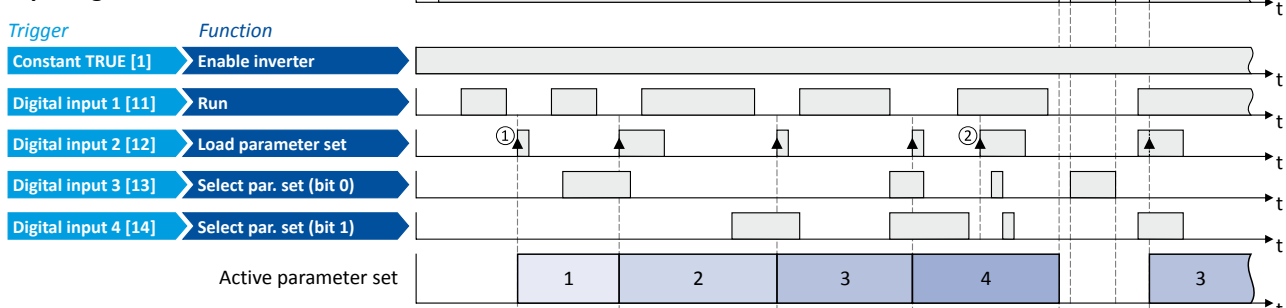 t
Trigger Function
Constant TRUE [1] Enable inverter t
Digital input 1 [11] Run t
Digital input 2 [12] Load parameter set ① ② t
Digital input 3 [13] Select par. set (bit 0) t
Digital input 4 [14] Select par. set (bit 1) t
Active parameter set 1 2 3 4 3